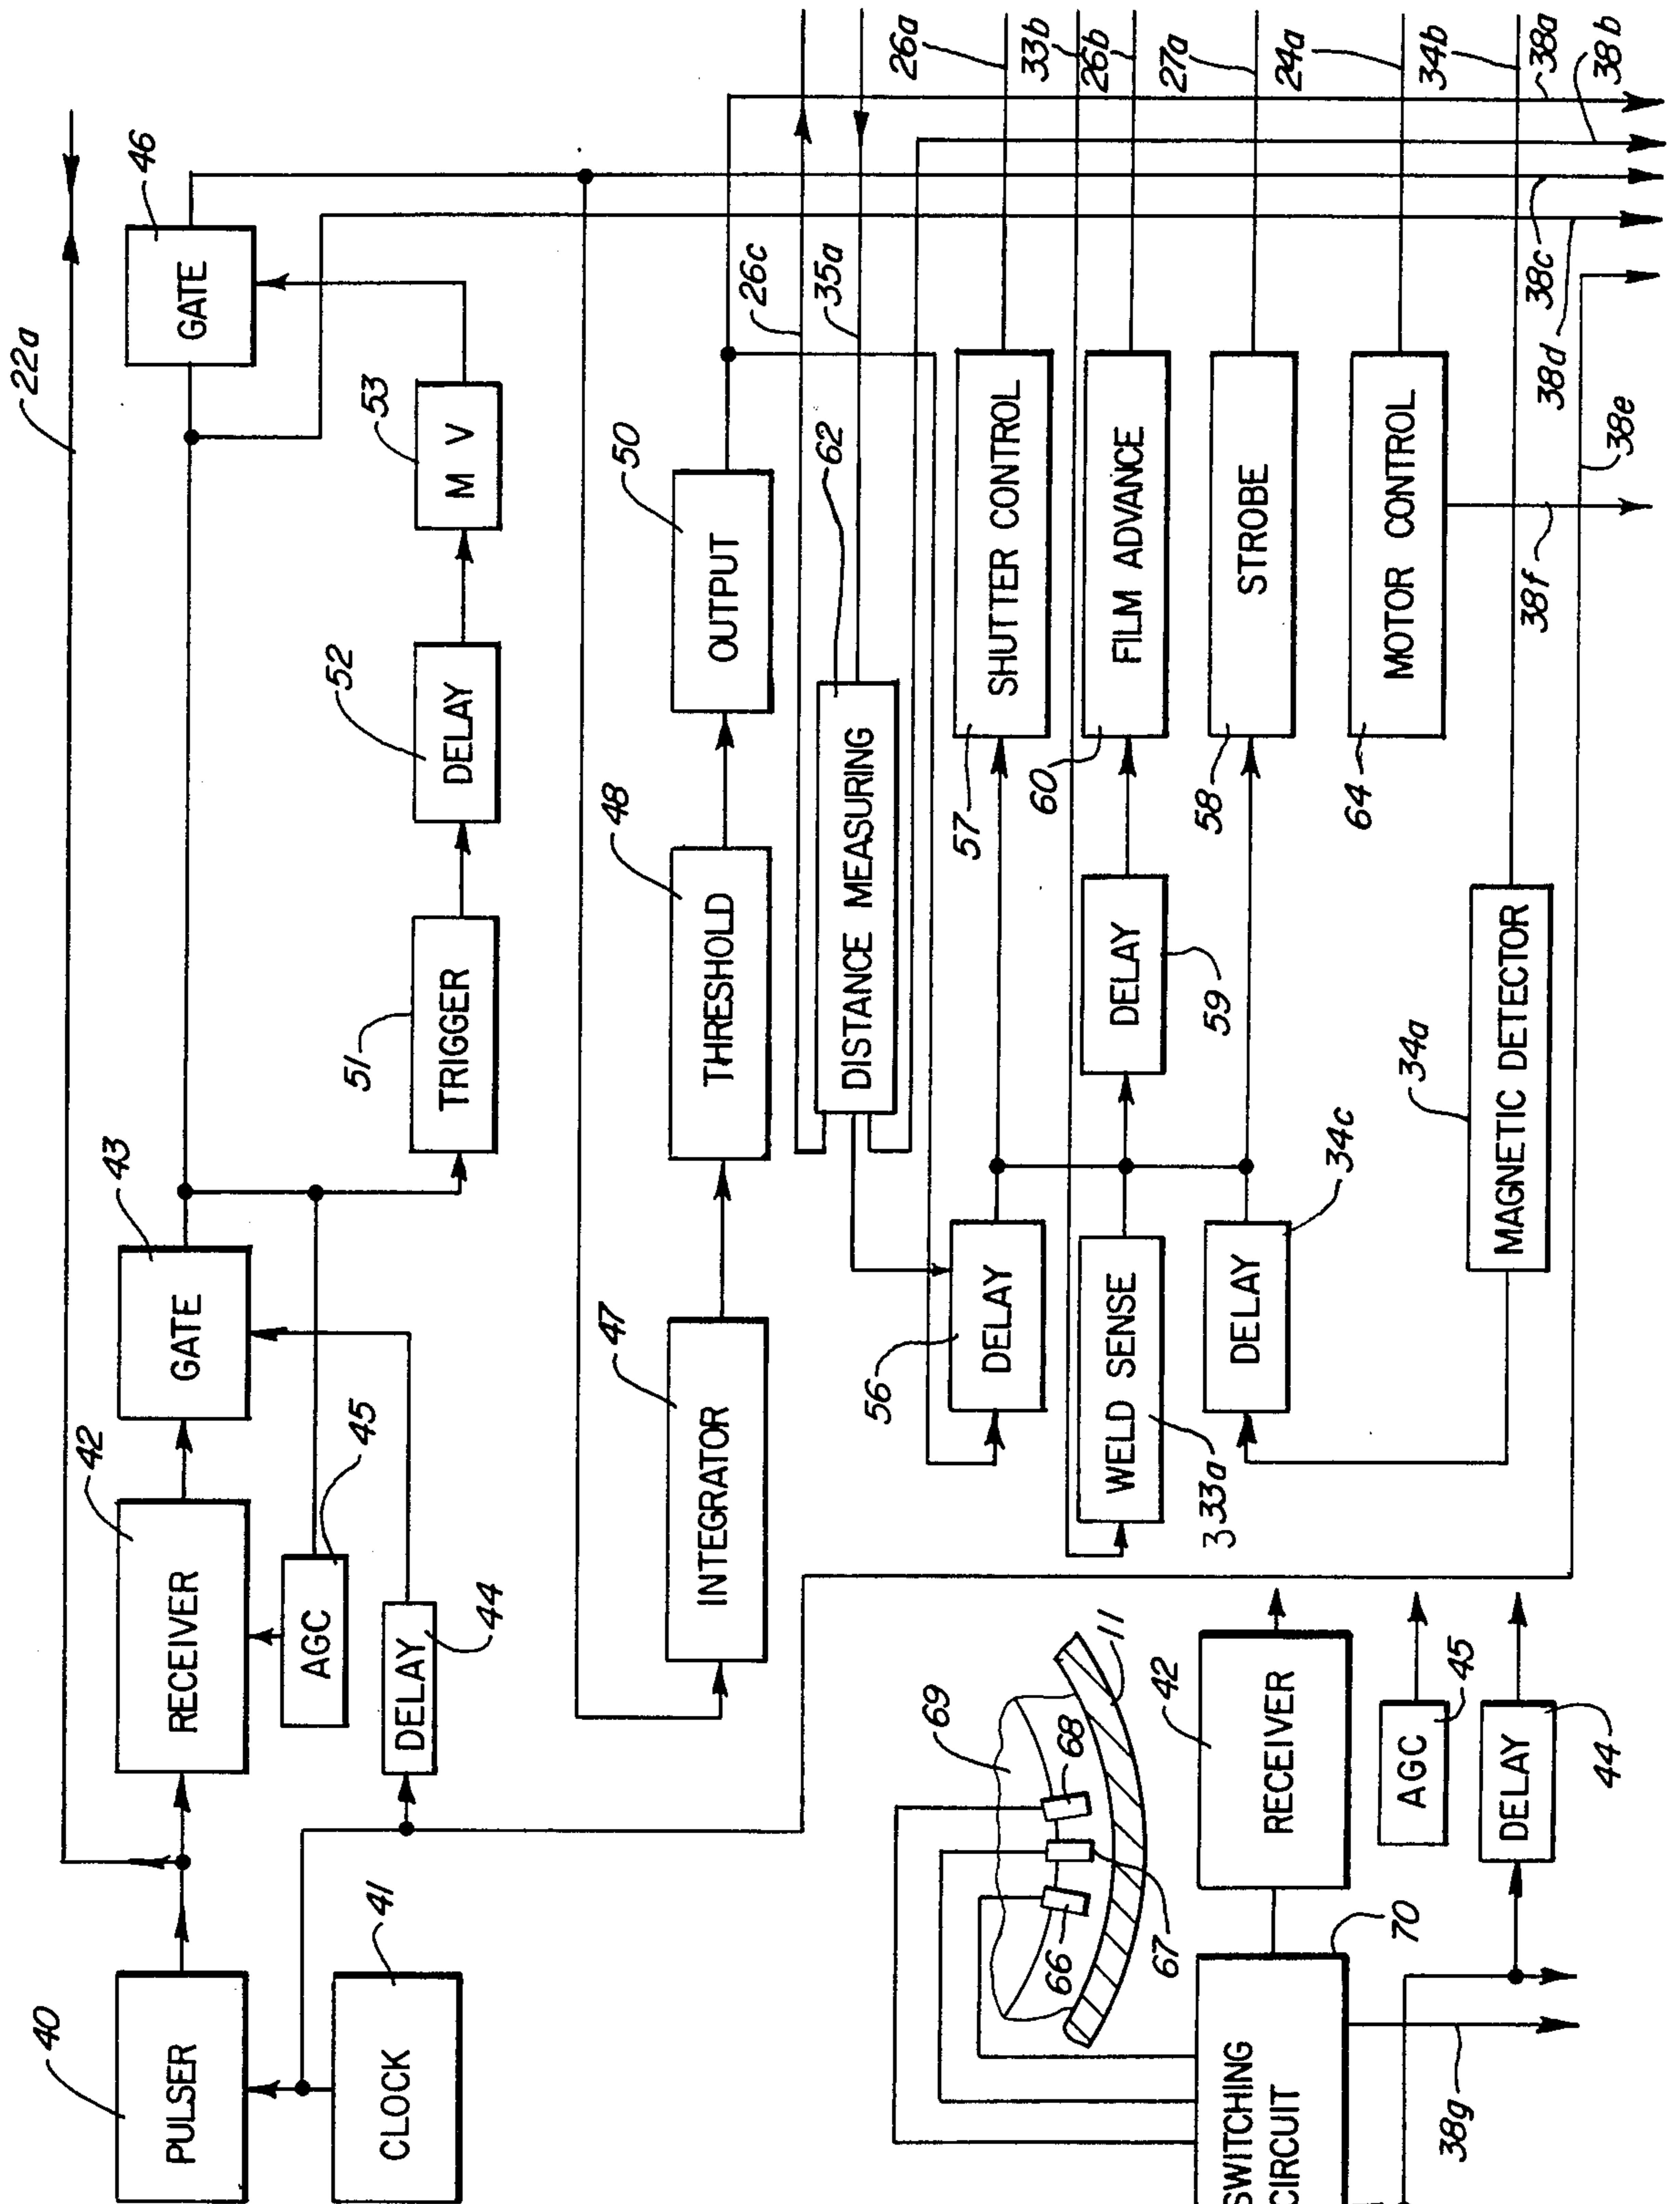 22a
40
PULSER
42
RECEIVER
43
GATE
46
GATE
41
CLOCK
AGC
45
DELAY
44
51
TRIGGER
52
DELAY
53
M V
47
INTEGRATOR
48
THRESHOLD
50
OUTPUT
26c
35a
62
DISTANCE MEASURING
26a
56
DELAY
57
SHUTTER CONTROL
33b
26b
WELD SENSE
33a
DELAY
59
60
FILM ADVANCE
27a
DELAY
34c
58
STROBE
24a
64
MOTOR CONTROL
34b
34a
MAGNETIC DETECTOR
38a
38b
38c
38d
38e
38f
69
68
11
66
67
SWITCHING
CIRCUIT
70
42
RECEIVER
AGC
45
DELAY
44
38g